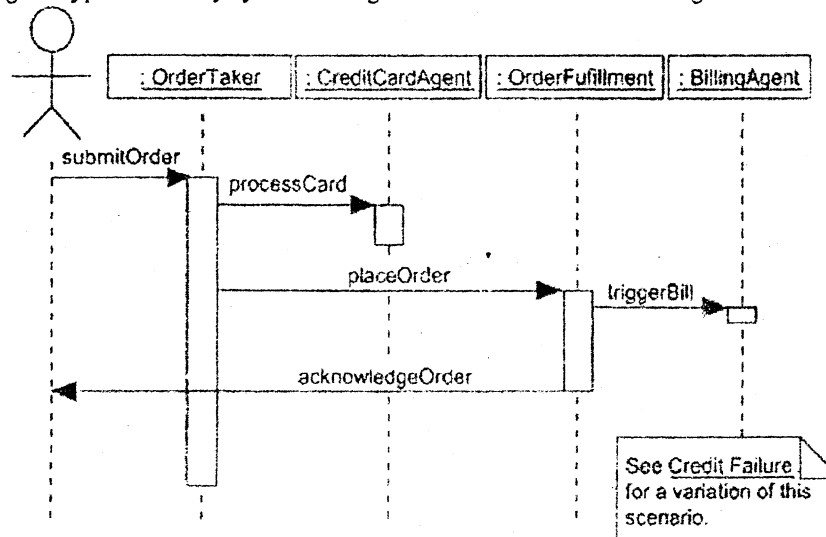 : OrderTaker
: CreditCardAgent
: OrderFufillment
: BillingAgent
submitOrder
processCard
placeOrder
triggerBill
acknowledgeOrder
See Credit Failure
for a variation of this
scenario.